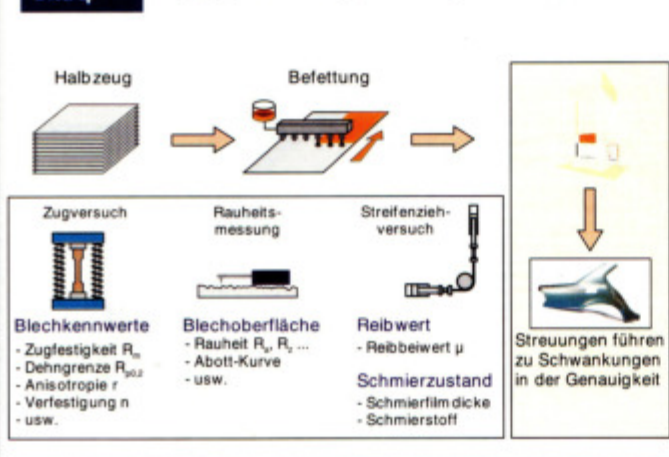 Halbzeug
Befettung
Zugversuch
Rauheits-
messung
Streifenzieh-
versuch
Blechkennwerte
- Zugfestigkeit Rm
- Dehngrenze Rp0,2
- Anisotropie r
- Verfestigung n
- usw.
Blechoberfläche
- Rauheit Ra, Rz ...
- Abott-Kurve
- usw.
Reibwert
- Reibbeiwert µ
Schmierzustand
- Schmierfilmdicke
- Schmierstoff
Streuungen führen
zu Schwankungen
in der Genauigkeit